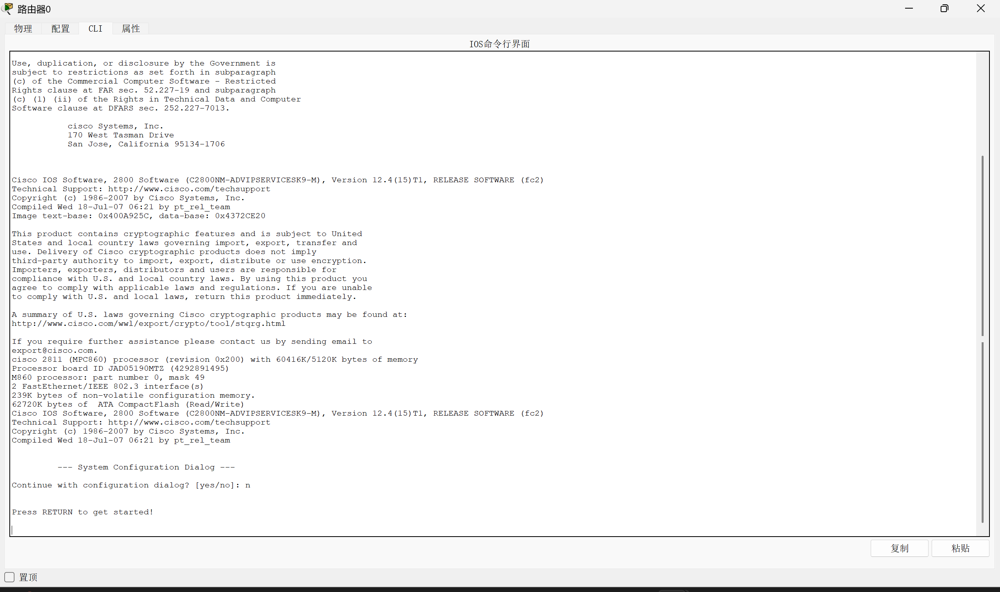 路由器0
物理 配置 CLI 属性
IOS命令行界面
Use, duplication, or disclosure by the Government is
subject to restrictions as set forth in subparagraph
(c) of the Commercial Computer Software - Restricted
Rights clause at FAR sec. 52.227-19 and subparagraph
(c) (1) (ii) of the Rights in Technical Data and Computer
Software clause at DFARS sec. 252.227-7013.
cisco Systems, Inc.
170 West Tasman Drive
San Jose, California 95134-1706
Cisco IOS Software, 2800 Software (C2800NM-ADVIPSERVICESK9-M), Version 12.4(15)T1, RELEASE SOFTWARE (fc2)
Technical Support: http://www.cisco.com/techsupport
Copyright (c) 1986-2007 by Cisco Systems, Inc.
Compiled Wed 18-Jul-07 06:21 by pt_rel_team
Image text-base: 0x400A925C, data-base: 0x4372CE20
This product contains cryptographic features and is subject to United
States and local country laws governing import, export, transfer and
use. Delivery of Cisco cryptographic products does not imply
third-party authority to import, export, distribute or use encryption.
Importers, exporters, distributors and users are responsible for
compliance with U.S. and local country laws. By using this product you
agree to comply with applicable laws and regulations. If you are unable
to comply with U.S. and local laws, return this product immediately.
A summary of U.S. laws governing Cisco cryptographic products may be found at:
http://www.cisco.com/wwl/export/crypto/tool/stqrg.html
If you require further assistance please contact us by sending email to
export@cisco.com.
cisco 2811 (MPC860) processor (revision 0x200) with 60416K/5120K bytes of memory
Processor board ID JAD05190MTZ (4292891495)
M860 processor: part number 0, mask 49
2 FastEthernet/IEEE 802.3 interface(s)
239K bytes of non-volatile configuration memory.
62720K bytes of ATA CompactFlash (Read/Write)
Cisco IOS Software, 2800 Software (C2800NM-ADVIPSERVICESK9-M), Version 12.4(15)T1, RELEASE SOFTWARE (fc2)
Technical Support: http://www.cisco.com/techsupport
Copyright (c) 1986-2007 by Cisco Systems, Inc.
Compiled Wed 18-Jul-07 06:21 by pt_rel_team
--- System Configuration Dialog ---
Continue with configuration dialog? [yes/no]: n
Press RETURN to get started!
复制 粘贴
置顶